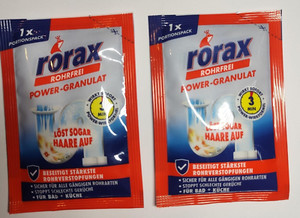 1x
PORTIONSPACK
rorax
ROHRFREI
POWER-GRANULAT
LÖST SOGAR
HAARE AUF
BESEITIGT STÄRKSTE
ROHRVERSTOPFUNGEN
• SICHER FÜR ALLE GÄNGIGEN ROHRARTEN
• STOPPT SCHLECHTE GERÜCHE
• FÜR BAD + KÜCHE
1x
PORTIONSPACK
rorax
ROHRFREI
POWER-GRANULAT
3
LÖST SOGAR
HAARE AUF
BESEITIGT STÄRKSTE
ROHRVERSTOPFUNGEN
• SICHER FÜR ALLE GÄNGIGEN ROHRARTEN
• STOPPT SCHLECHTE GERÜCHE
• FÜR BAD + KÜCHE